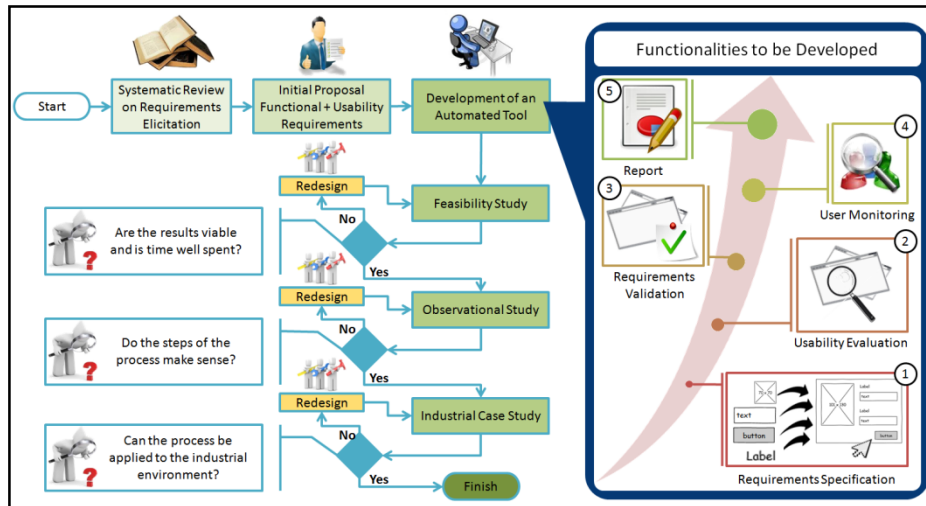 Start
Systematic Review
on Requirements
Elicitation
Initial Proposal
Functional + Usability
Requirements
Development of an
Automated Tool
Redesign
Feasibility Study
No
Are the results viable
and is time well spent?
Yes
Redesign
Observational Study
No
Do the steps of the
process make sense?
Yes
Redesign
Industrial Case Study
No
Can the process be
applied to the industrial
environment?
Yes
Finish
Functionalities to be Developed
5
Report
4
User Monitoring
3
Requirements
Validation
2
Usability Evaluation
1
text
button
Label
Label
text
Label
text
button
Requirements Specification